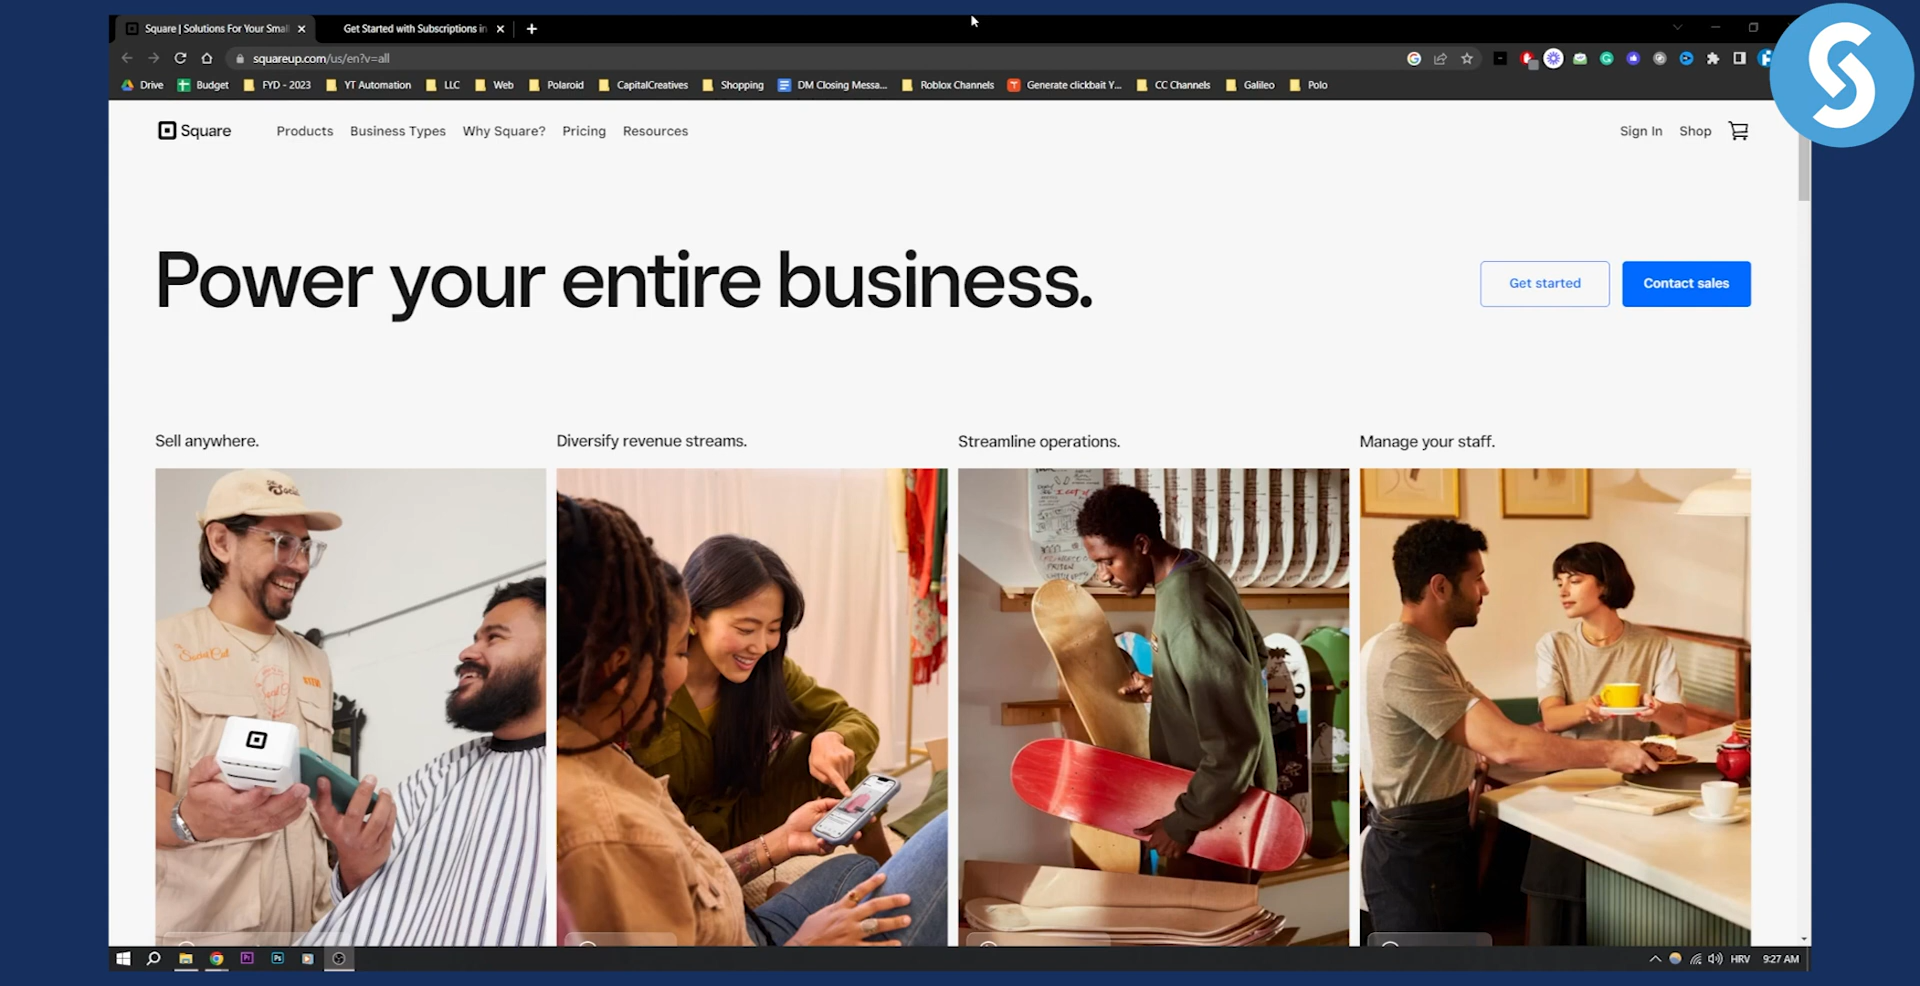 Square | Solutions For Your Smal
Get Started with Subscriptions in
squareup.com/us/en?v=all
Drive
Budget
FYD - 2023
YT Automation
LLC
Web
Polaroid
CapitalCreatives
Shopping
DM Closing Messa...
Roblox Channels
Generate clickbait Y...
CC Channels
Galileo
Polo
Square
Products
Business Types
Why Square?
Pricing
Resources
Sign In
Shop
Power your entire business.
Get started
Contact sales
Sell anywhere.
Diversify revenue streams.
Streamline operations.
Manage your staff.
HRV
9:27 AM